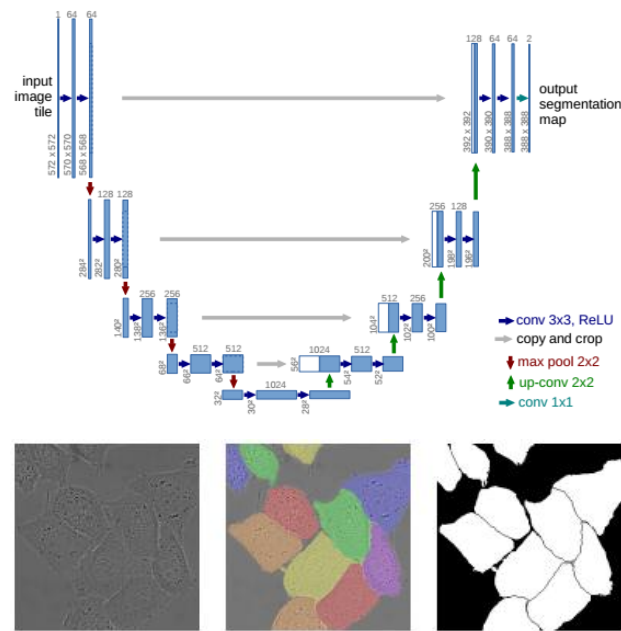 1
64
64
128
64
64
2
input
image
tile
output
segmentation
map
572 x 572
570 x 570
568 x 568
392 x 392
390 x 390
388 x 388
388 x 388
128
128
256
128
284²
282²
280²
200²
198²
196²
256
256
512
256
140²
138²
136²
104²
102²
100²
conv 3x3, ReLU
copy and crop
max pool 2x2
up-conv 2x2
conv 1x1
512
512
1024
512
68²
66²
64²
56²
54²
52²
1024
32²
30²
28²